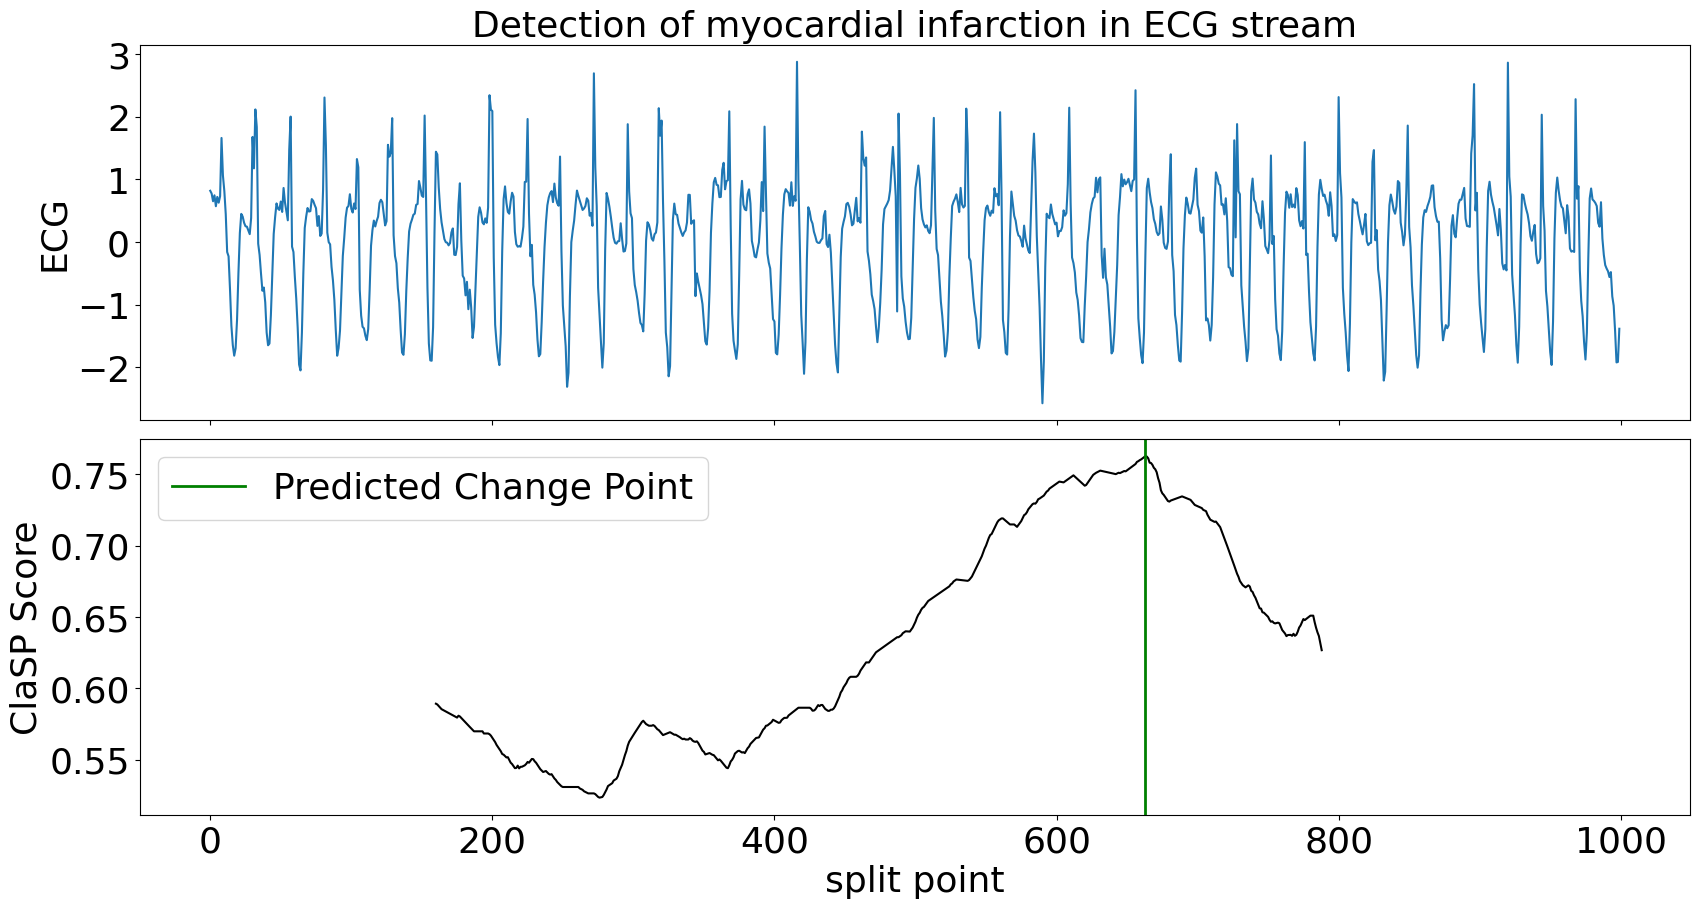 Detection of myocardial infarction in ECG stream
3
2
1
0
−1
−2
ECG
Predicted Change Point
0.75
0.70
0.65
0.60
0.55
ClaSP Score
0 200 400 600 800 1000
split point